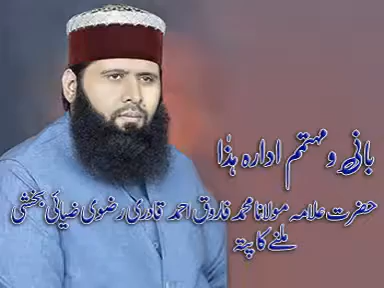 بانی و مہتمم ادارہ ہذا
حضرت علامہ مولانا محمد فاروق احمد قادری رضوی ضیائی بخشی
ملنے کا پتہ